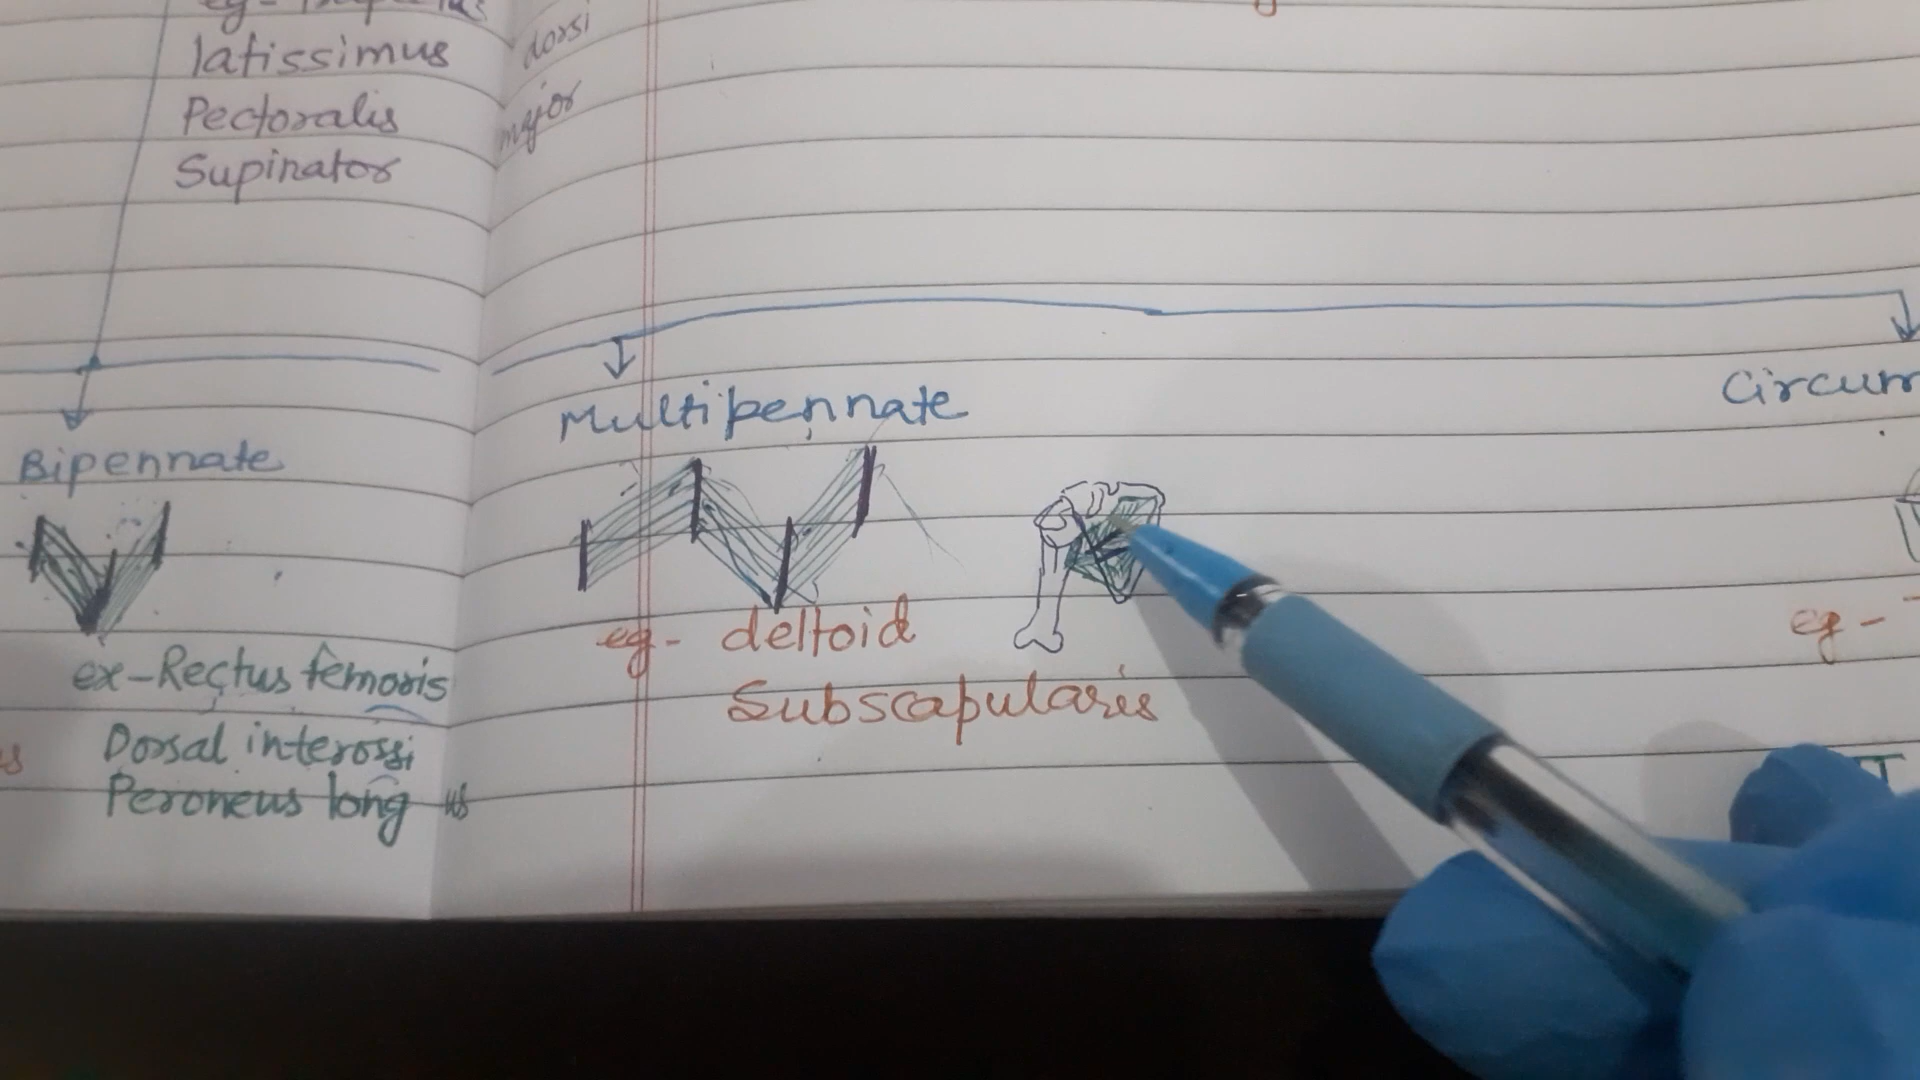 latissimus dorsi
Pectoralis major
Supinator
Multipennate
Circum
Bipennate
eg- deltoid
eg-
Subscapularis
ex-Rectus femoris
Dorsal interossi
Peroneus longus